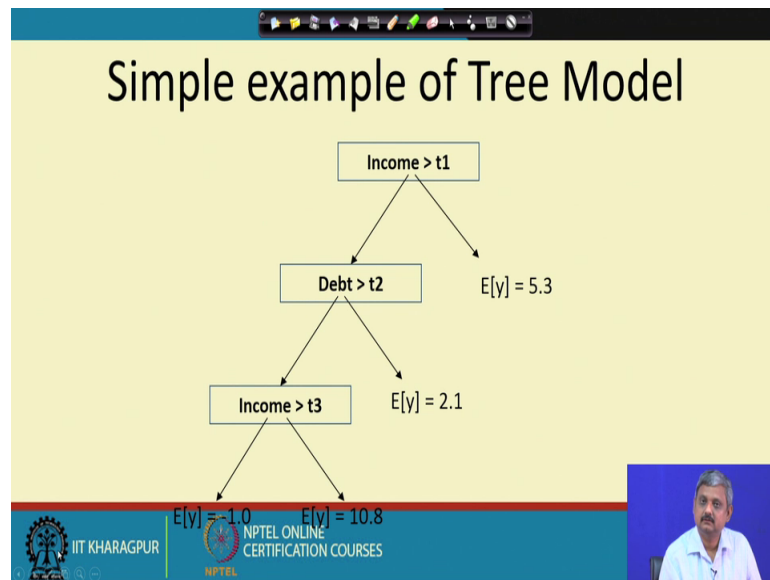 Simple example of Tree Model
Income > t1
Debt > t2
E[y] = 5.3
Income > t3
E[y] = 2.1
E[y] = -1.0
E[y] = 10.8
IIT KHARAGPUR
NPTEL
NPTEL ONLINE
CERTIFICATION COURSES